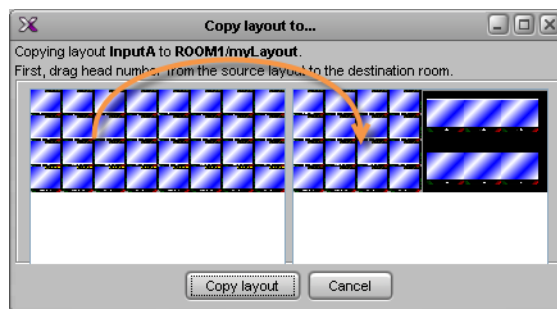 Copy layout to...
Copying layout InputA to ROOM1/myLayout.
First, drag head number from the source layout to the destination room.
Copy layout Cancel